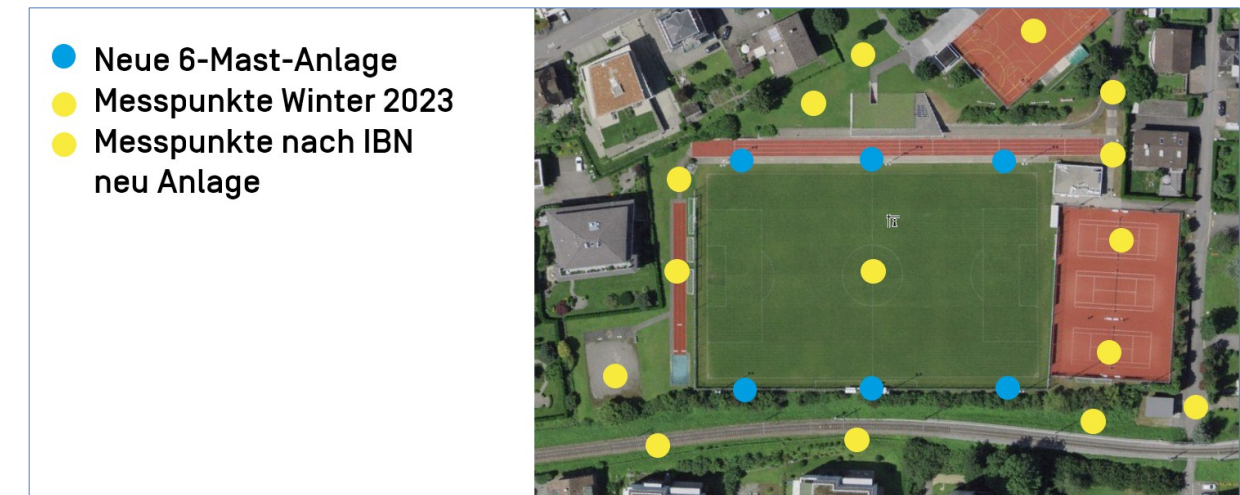 Neue 6-Mast-Anlage
Messpunkte Winter 2023
Messpunkte nach IBN
neu Anlage